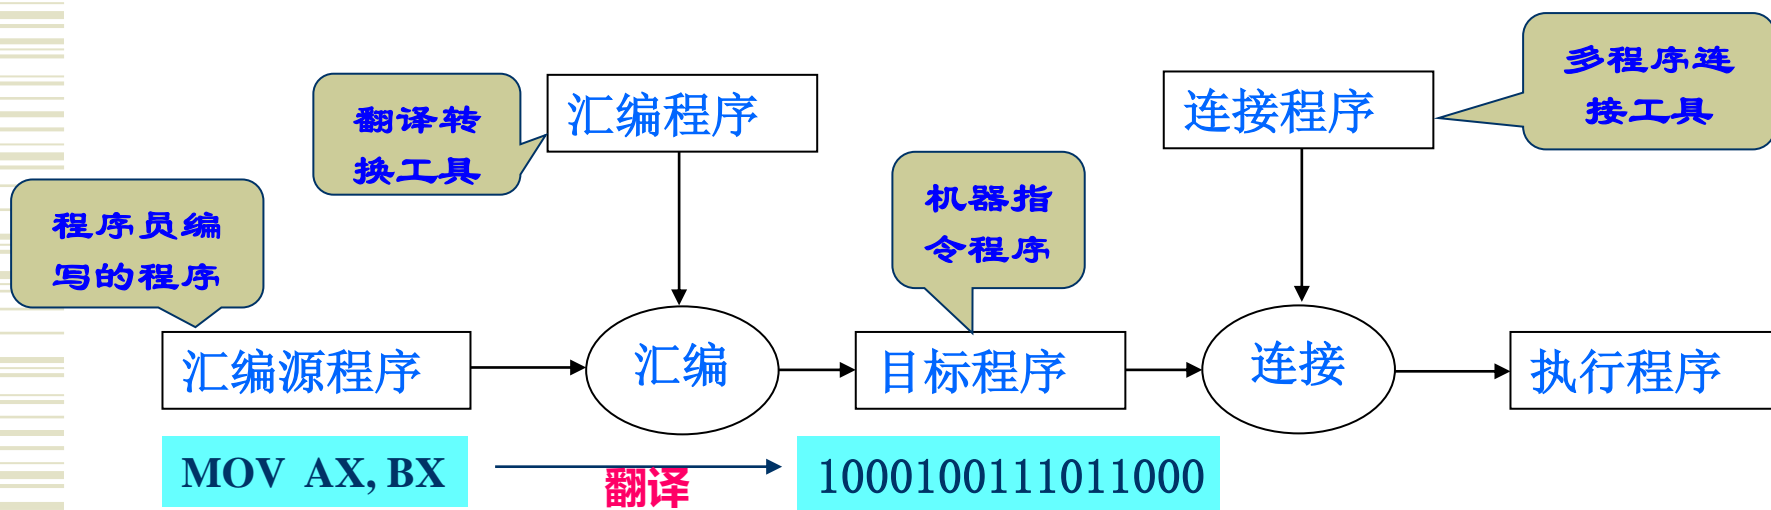 多程序连
接工具
翻译转
换工具
汇编程序
连接程序
机器指
令程序
程序员编
写的程序
汇编源程序
汇编
目标程序
连接
执行程序
MOV AX, BX
翻译
1000100111011000